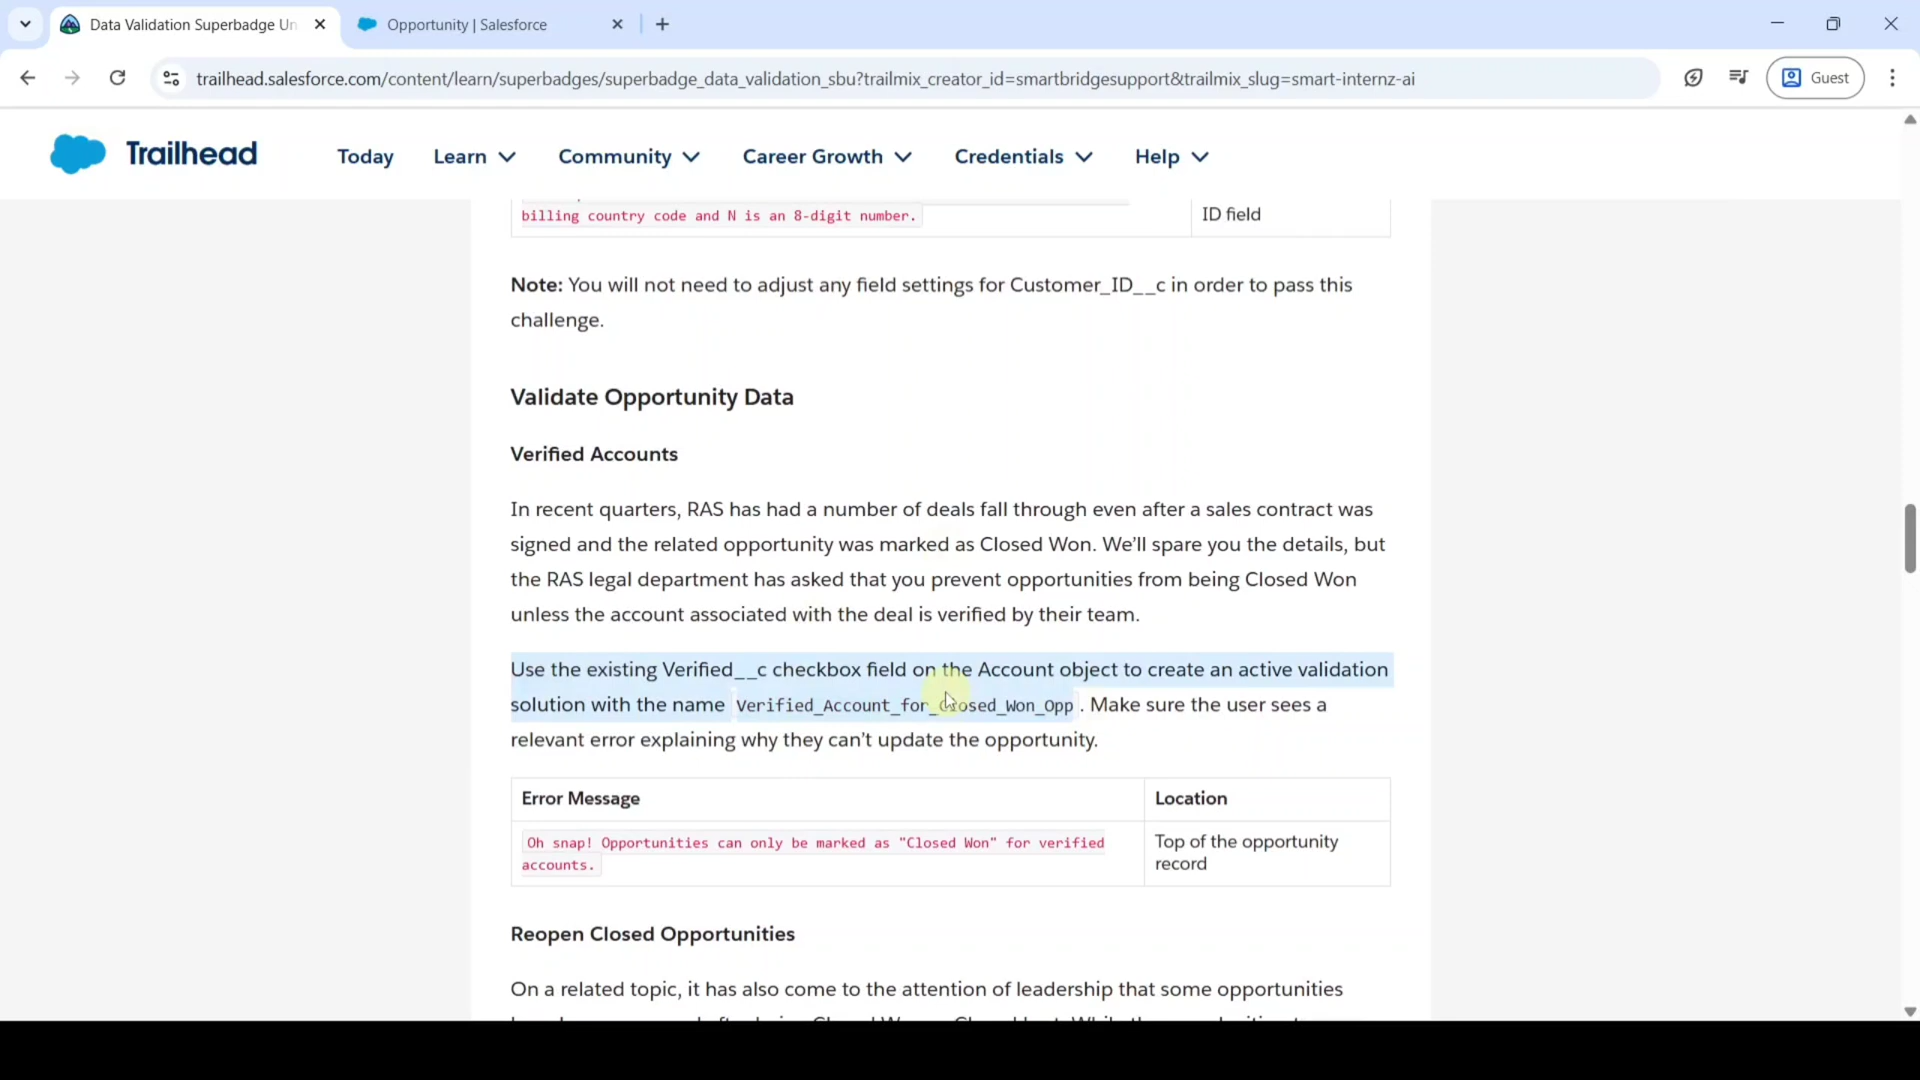 Data Validation Superbadge Un
Opportunity | Salesforce
trailhead.salesforce.com/content/learn/superbadges/superbadge_data_validation_sbu?trailmix_creator_id=smartbridgesupport&trailmix_slug=smart-internz-ai
Guest
Trailhead
Today
Learn
Community
Career Growth
Credentials
Help
billing country code and N is an 8-digit number.
ID field
Note: You will not need to adjust any field settings for Customer_ID__c in order to pass this
challenge.
Validate Opportunity Data
Verified Accounts
In recent quarters, RAS has had a number of deals fall through even after a sales contract was
signed and the related opportunity was marked as Closed Won. We'll spare you the details, but
the RAS legal department has asked that you prevent opportunities from being Closed Won
unless the account associated with the deal is verified by their team.
Use the existing Verified__c checkbox field on the Account object to create an active validation
solution with the name Verified_Account_for_Closed_Won_Opp . Make sure the user sees a
relevant error explaining why they can't update the opportunity.
Error Message
Location
Oh snap! Opportunities can only be marked as "Closed Won" for verified
accounts.
Top of the opportunity
record
Reopen Closed Opportunities
On a related topic, it has also come to the attention of leadership that some opportunities